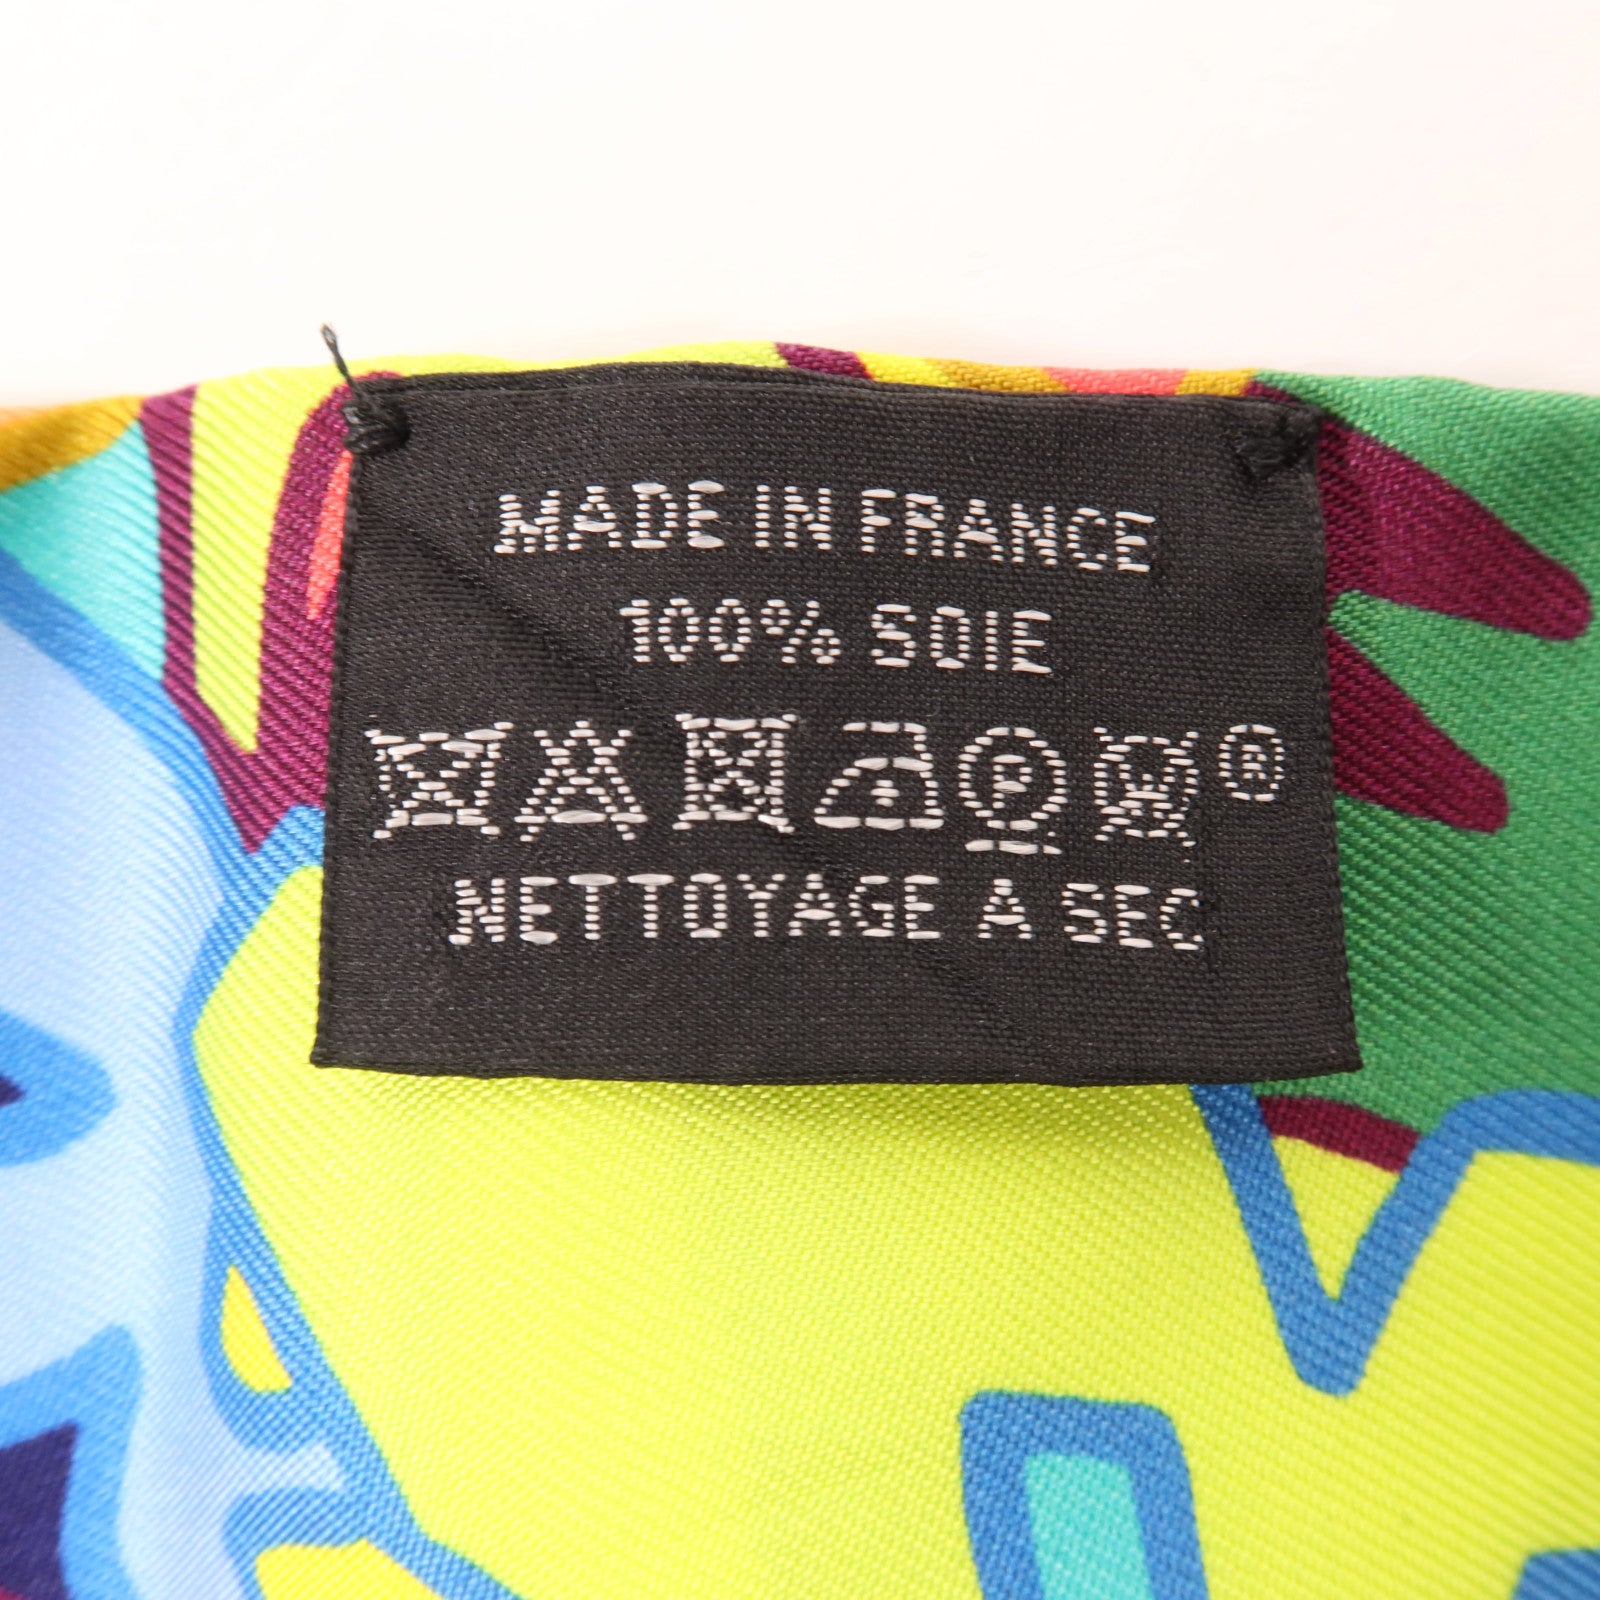 MADE IN FRANCE
100% SOIE
P W ®
NETTOYAGE A SEC